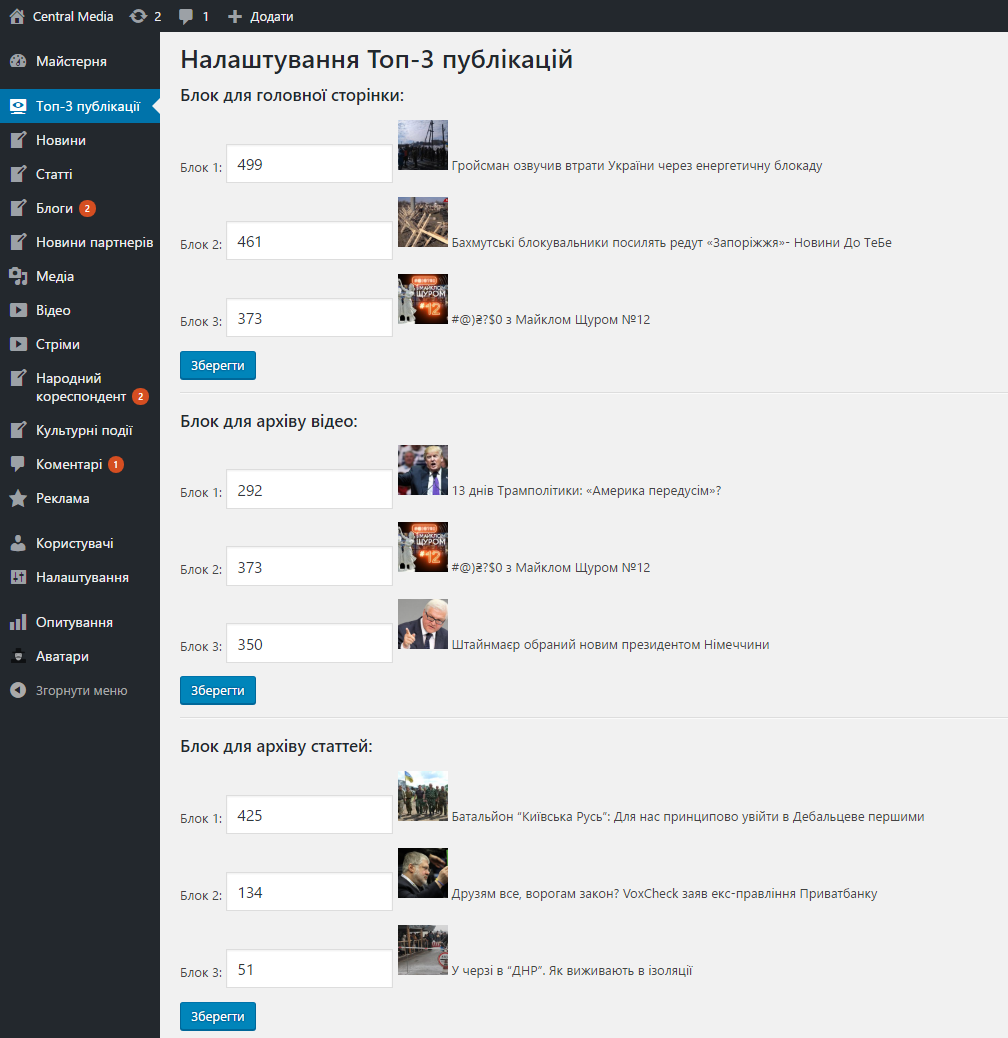 Central Media 2 1 Додати
Майстерня
Топ-3 публікації
Новини
Статті
Блоги 2
Новини партнерів
Медіа
Відео
Стріми
Народний
кореспондент 2
Культурні події
Коментарі 1
Реклама
Користувачі
Налаштування
Опитування
Аватари
Згорнути меню
Налаштування Топ-3 публікацій
Блок для головної сторінки:
Блок 1: 499 Гройсман озвучив втрати України через енергетичну блокаду
Блок 2: 461 Бахмутські блокувальники посилять редут «Запоріжжя»- Новини До ТеБе
З МАЙКЛОМ
ЩУРОМ
#12
Блок 3: 373 #@)₴?$0 з Майклом Щуром №12
Зберегти
Блок для архіву відео:
Блок 1: 292 13 днів Трамполітики: «Америка передусім»?
З МАЙКЛОМ
ЩУРОМ
#12
Блок 2: 373 #@)₴?$0 з Майклом Щуром №12
Блок 3: 350 Штайнмаєр обраний новим президентом Німеччини
Зберегти
Блок для архіву статтей:
Блок 1: 425 Батальйон “Київська Русь”: Для нас принципово увійти в Дебальцеве першими
Блок 2: 134 Друзям все, ворогам закон? VoxCheck заяв екс-правління Приватбанку
Блок 3: 51 У черзі в “ДНР”. Як виживають в ізоляції
Зберегти